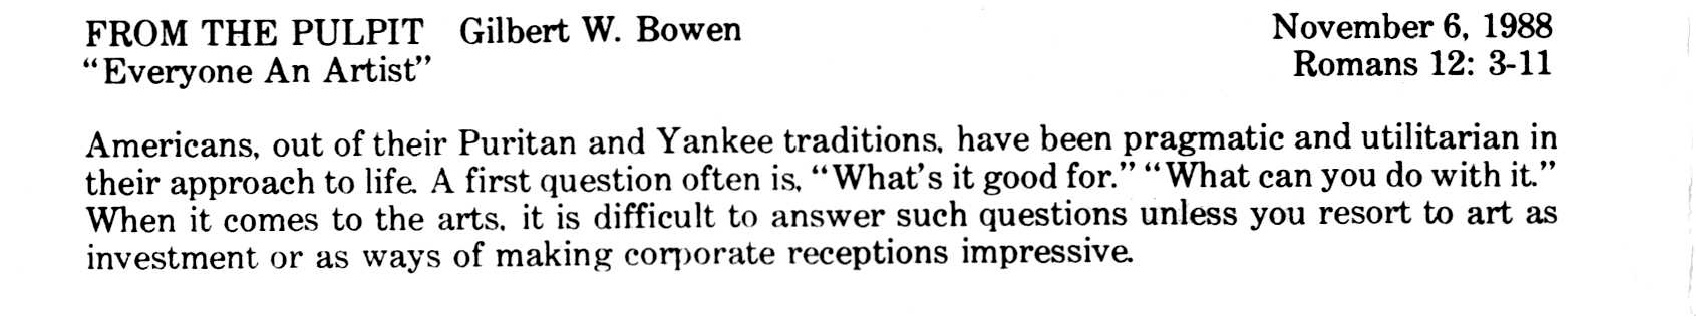 FROM THE PULPIT Gilbert W. Bowen November 6, 1988
"Everyone An Artist" Romans 12: 3-11
Americans, out of their Puritan and Yankee traditions, have been pragmatic and utilitarian in
their approach to life. A first question often is, "What's it good for." "What can you do with it."
When it comes to the arts, it is difficult to answer such questions unless you resort to art as
investment or as ways of making corporate receptions impressive.